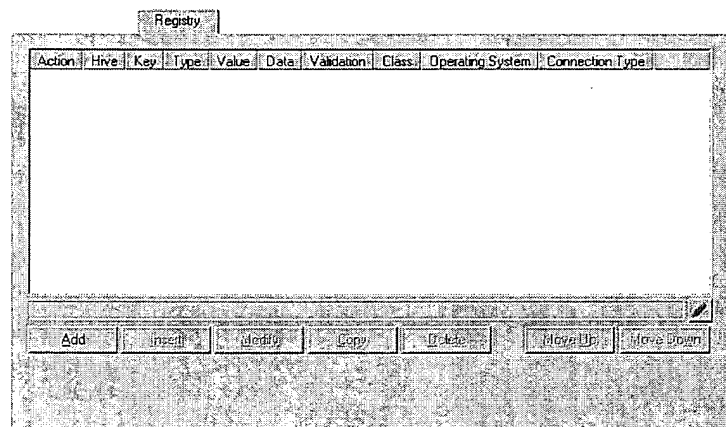 Registry
Action Hive Key Type Value Data Validation Class Operating System Connection Type
Add Insert Modify Copy Delete Move Up Move Down